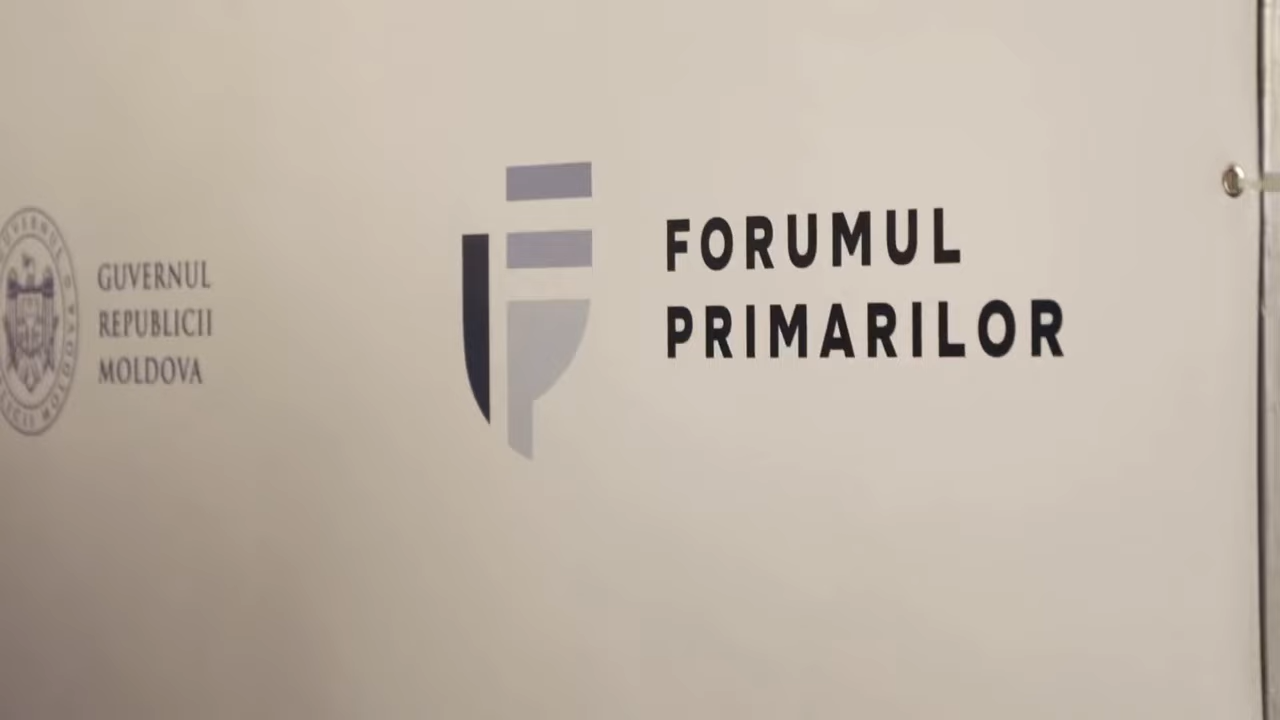 GUVERNUL
REPUBLICII
MOLDOVA
FORUMUL
PRIMARILOR